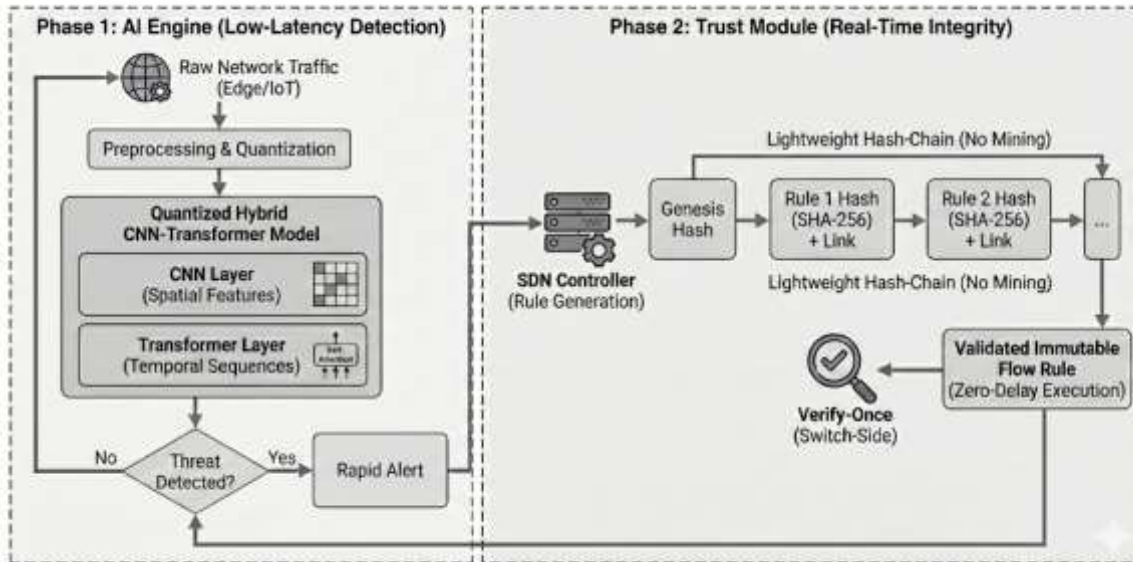 Phase 1: AI Engine (Low-Latency Detection)
Raw Network Traffic
(Edge/IoT)
Preprocessing & Quantization
Quantized Hybrid
CNN-Transformer Model
CNN Layer
(Spatial Features)
Transformer Layer
(Temporal Sequences)
Self
Attention
No
Threat
Detected?
Yes
Rapid Alert
Phase 2: Trust Module (Real-Time Integrity)
Lightweight Hash-Chain (No Mining)
SDN Controller
(Rule Generation)
Genesis
Hash
Rule 1 Hash
(SHA-256)
+ Link
Rule 2 Hash
(SHA-256)
+ Link
...
Lightweight Hash-Chain (No Mining)
Verify-Once
(Switch-Side)
Validated Immutable
Flow Rule
(Zero-Delay Execution)